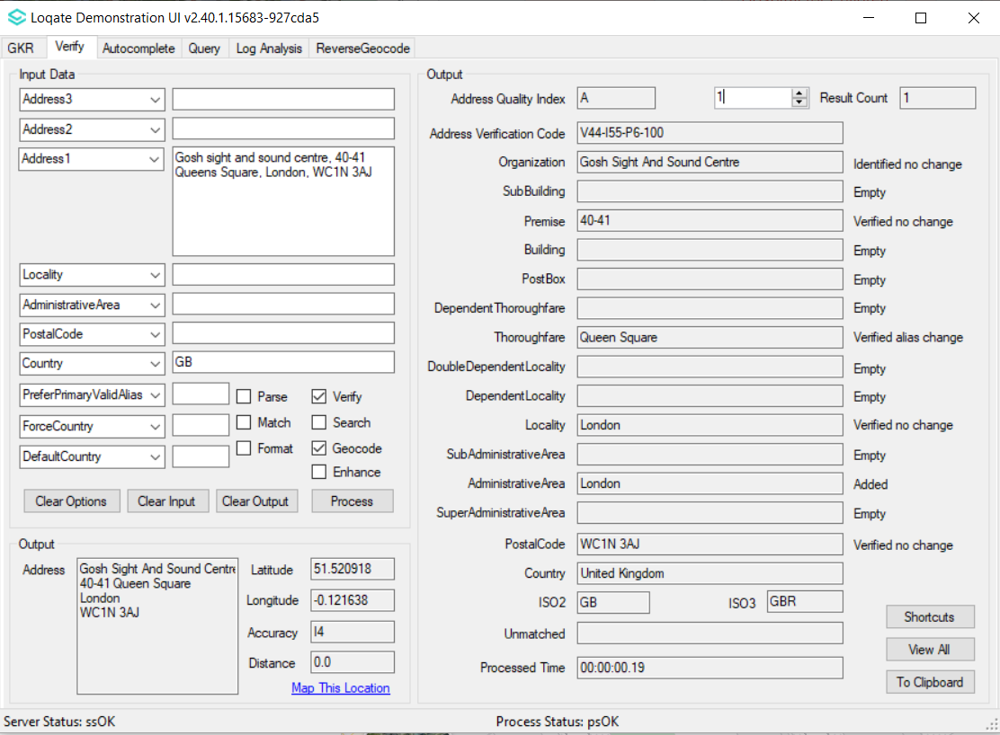 Loqate Demonstration UI v2.40.1.15683-927cda5
GKR Verify Autocomplete Query Log Analysis ReverseGeocode
Input Data
Address3
Address2
Address1
Gosh sight and sound centre, 40-41
Queens Square, London, WC1N 3AJ
Locality
AdministrativeArea
PostalCode
Country GB
PreferPrimaryValidAlias Parse Verify
ForceCountry Match Search
DefaultCountry Format Geocode
Enhance
Clear Options Clear Input Clear Output Process
Output
Address
Gosh Sight And Sound Centre
40-41 Queen Square
London
WC1N 3AJ
Latitude 51.520918
Longitude -0.121638
Accuracy I4
Distance 0.0
Map This Location
Output
Address Quality Index A 1 Result Count 1
Address Verification Code V44-I55-P6-100
Organization Gosh Sight And Sound Centre Identified no change
SubBuilding Empty
Premise 40-41 Verified no change
Building Empty
PostBox Empty
DependentThoroughfare Empty
Thoroughfare Queen Square Verified alias change
DoubleDependentLocality Empty
DependentLocality Empty
Locality London Verified no change
SubAdministrativeArea Empty
AdministrativeArea London Added
SuperAdministrativeArea Empty
PostalCode WC1N 3AJ Verified no change
Country United Kingdom
ISO2 GB ISO3 GBR
Unmatched
Processed Time 00:00:00.19
Shortcuts
View All
To Clipboard
Server Status: ssOK Process Status: psOK